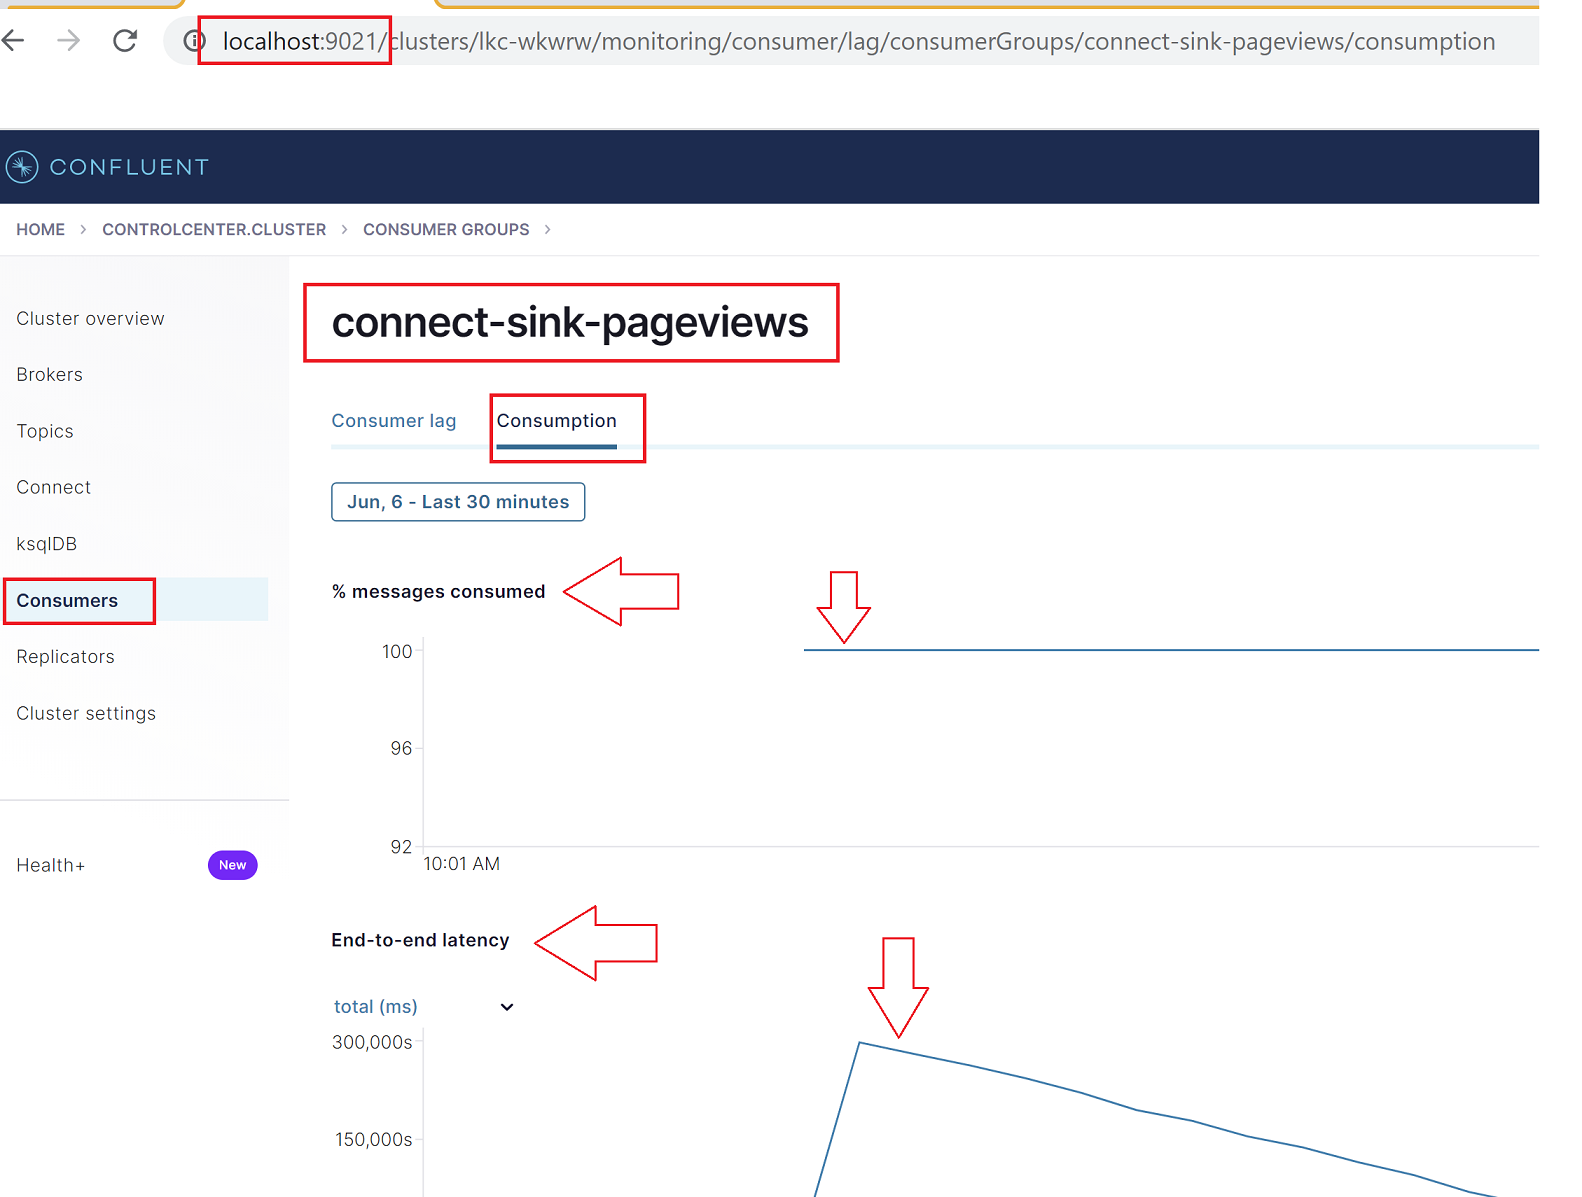 localhost:9021/clusters/lkc-wkwrw/monitoring/consumer/lag/consumerGroups/connect-sink-pageviews/consumption
CONFLUENT
HOME > CONTROLCENTER.CLUSTER > CONSUMER GROUPS >
Cluster overview
Brokers
Topics
Connect
ksqlDB
Consumers
Replicators
Cluster settings
Health+ New
connect-sink-pageviews
Consumer lag Consumption
Jun, 6 - Last 30 minutes
% messages consumed
100
96
92
10:01 AM
End-to-end latency
total (ms)
300,000s
150,000s